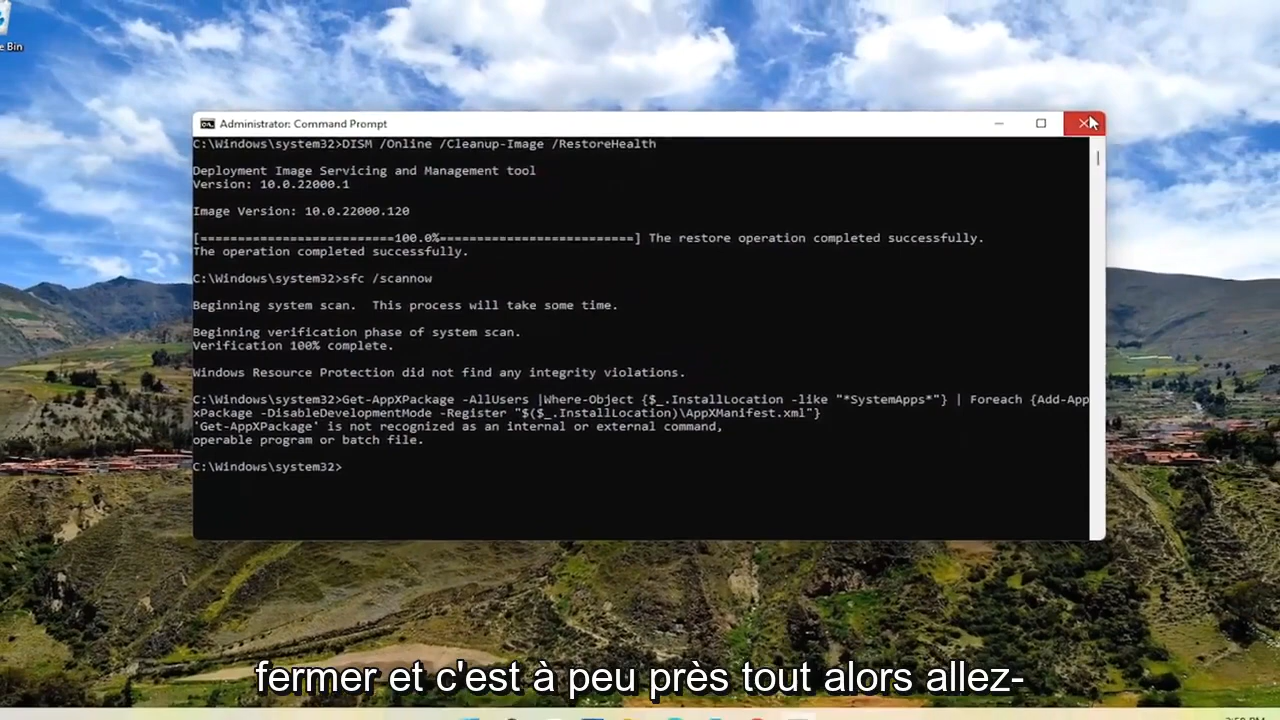 e Bin
Administrator: Command Prompt
C:\Windows\system32>DISM /Online /Cleanup-Image /RestoreHealth
Deployment Image Servicing and Management tool
Version: 10.0.22000.1
Image Version: 10.0.22000.120
[==========================100.0%==========================] The restore operation completed successfully.
The operation completed successfully.
C:\Windows\system32>sfc /scannow
Beginning system scan.  This process will take some time.
Beginning verification phase of system scan.
Verification 100% complete.
Windows Resource Protection did not find any integrity violations.
C:\Windows\system32>Get-AppXPackage -AllUsers |Where-Object {$_.InstallLocation -like "*SystemApps*"} | Foreach {Add-App
xPackage -DisableDevelopmentMode -Register "$($_.InstallLocation)\AppXManifest.xml"}
'Get-AppXPackage' is not recognized as an internal or external command,
operable program or batch file.
C:\Windows\system32>
fermer et c'est à peu près tout alors allez-